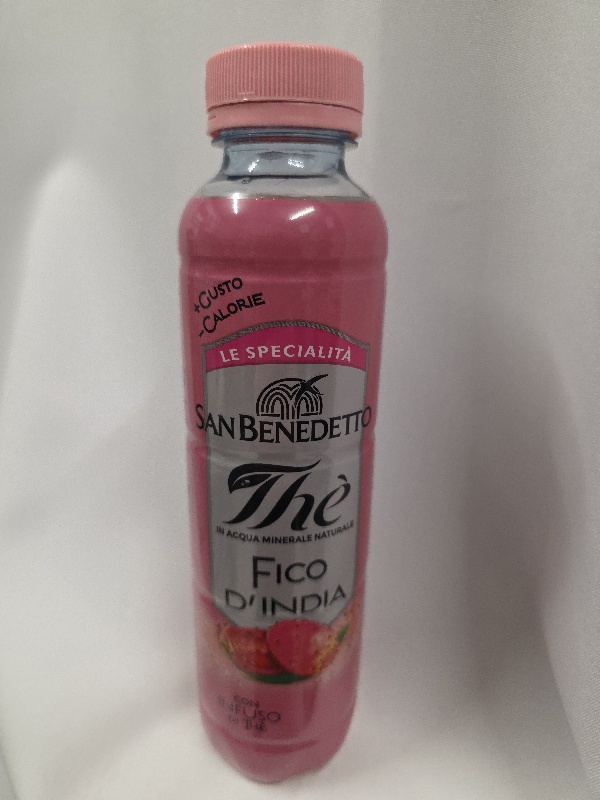 +GUSTO
-CALORIE
LE SPECIALITÀ
SAN BENEDETTO
Thè
IN ACQUA MINERALE NATURALE
FICO
D'INDIA
CON
INFUSO
DI THÈ